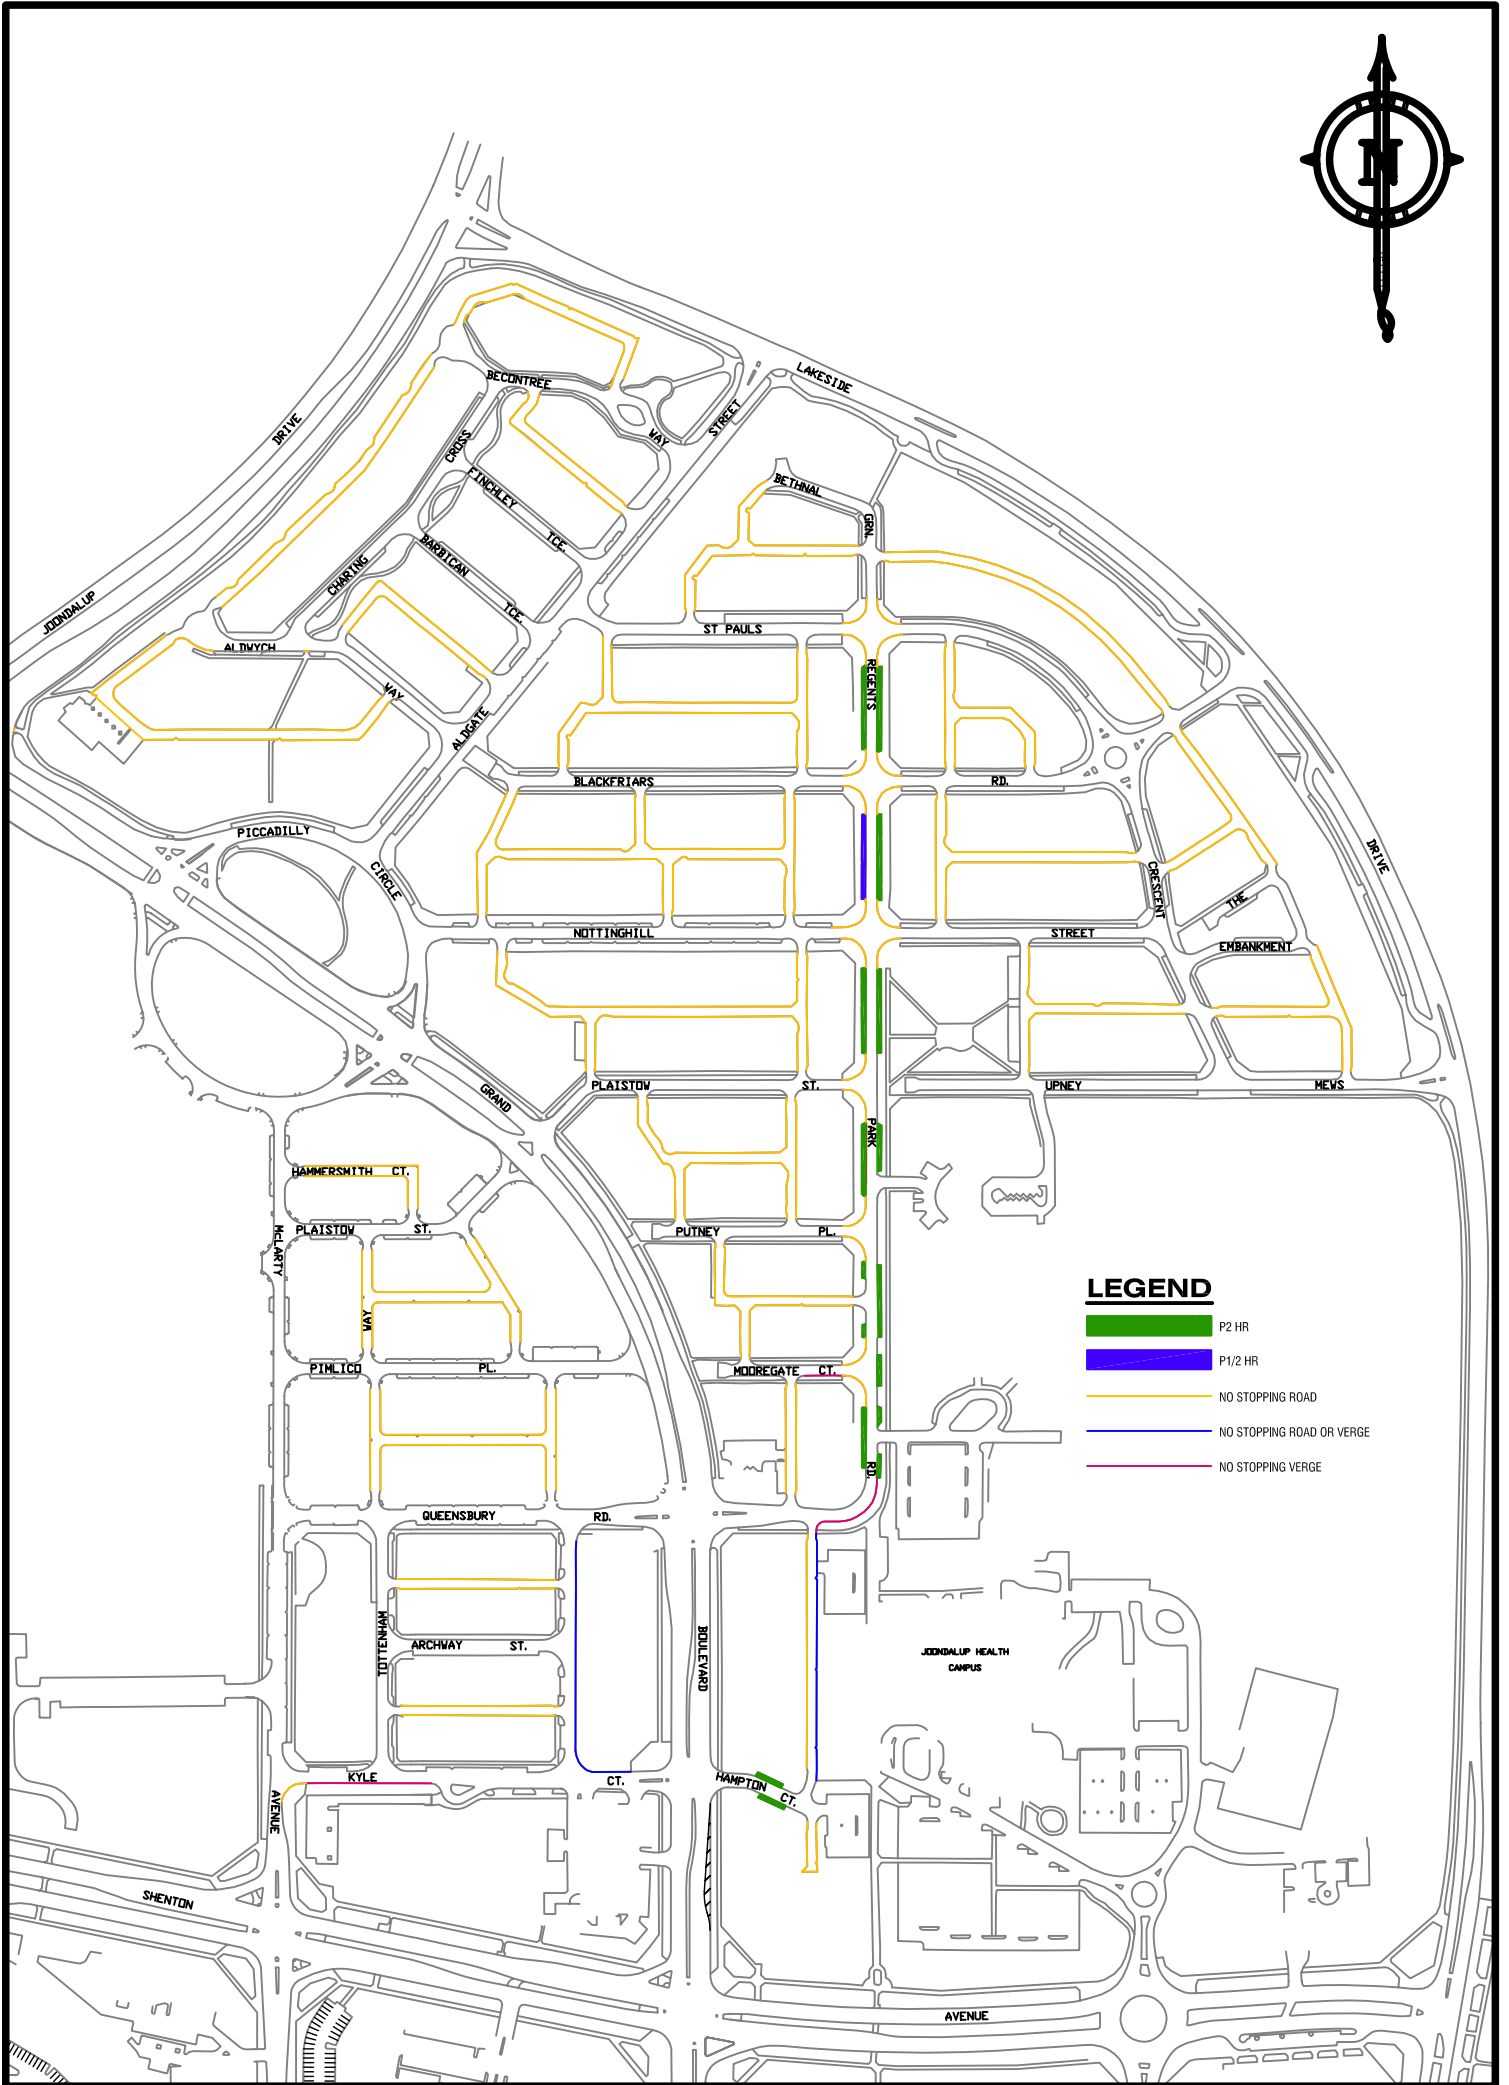 N
LAKESIDE
BECONTREE
DRIVE
STREET
WAY
CROSS
FINCHLEY
TCE.
BETHNAL
GRN.
BARBICAN
TCE.
CHARING
JOONDALUP
ST PAULS
ALDWYCH
WAY
REGENTS
ALDGATE
BLACKFRIARS
RD.
PICCADILLY
CIRCLE
DRIVE
CRESCENT
THE
NOTTINGHILL
STREET
EMBANKMENT
GRAND
PLAISTOW
ST.
UPNEY
MEWS
PARK
HAMMERSMITH CT.
PLAISTOW
ST.
McLARTY
PUTNEY
PL.
WAY
PIMLICO
PL.
MOOREGATE CT.
RD.
LEGEND
P2 HR
P1/2 HR
NO STOPPING ROAD
NO STOPPING ROAD OR VERGE
NO STOPPING VERGE
QUEENSBURY
RD.
TOTTENHAM
ARCHWAY
ST.
BOULEVARD
JOONDALUP HEALTH
CAMPUS
KYLE
CT.
HAMPTON
CT.
AVENUE
SHENTON
AVENUE